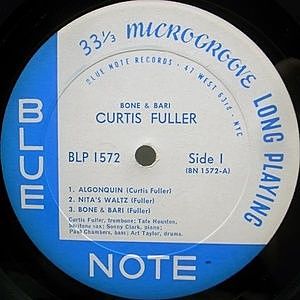 33⅓ MICROGROOVE LONG PLAYING
BLUE NOTE RECORDS • 47 WEST 63rd • NYC
BONE & BARI
CURTIS FULLER
BLP 1572 Side 1
(BN 1572-A)
1. ALGONQUIN (Curtis Fuller)
2. NITA'S WALTZ (Fuller)
3. BONE & BARI (Fuller)
Curtis Fuller, trombone; Tate Houston,
baritone sax; Sonny Clark, piano;
Paul Chambers, bass; Art Taylor, drums.
BLUE
NOTE